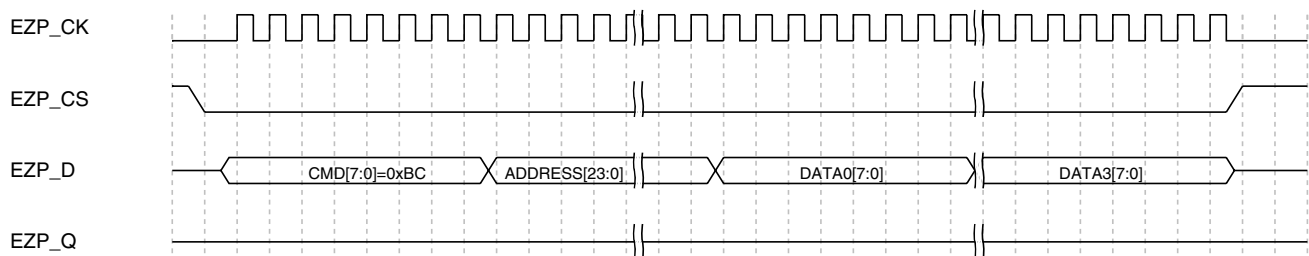 EZP_CK
EZP_CS
EZP_D CMD[7:0]=0xBC ADDRESS[23:0] DATA0[7:0] DATA3[7:0]
EZP_Q